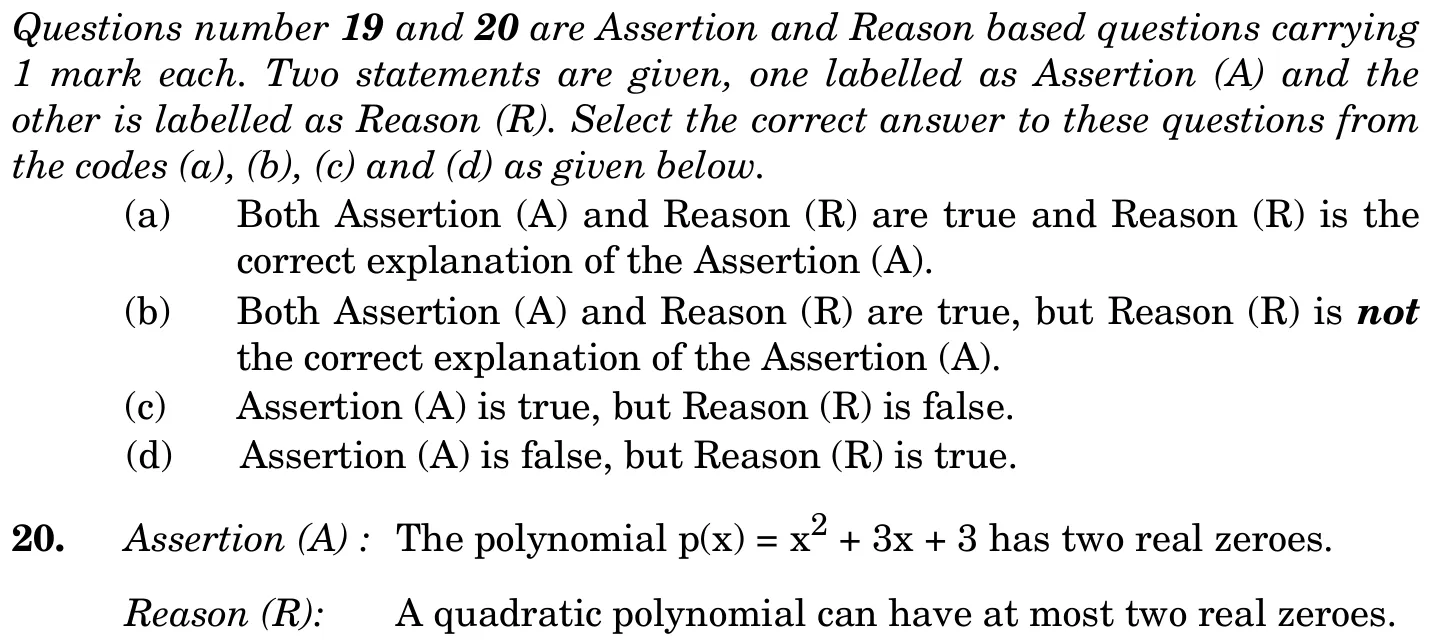 Questions number 19 and 20 are Assertion and Reason based questions carrying
1 mark each. Two statements are given, one labelled as Assertion (A) and the
other is labelled as Reason (R). Select the correct answer to these questions from
the codes (a), (b), (c) and (d) as given below.
(a) Both Assertion (A) and Reason (R) are true and Reason (R) is the
correct explanation of the Assertion (A).
(b) Both Assertion (A) and Reason (R) are true, but Reason (R) is not
the correct explanation of the Assertion (A).
(c) Assertion (A) is true, but Reason (R) is false.
(d) Assertion (A) is false, but Reason (R) is true.
20. Assertion (A) : The polynomial p(x) = x² + 3x + 3 has two real zeroes.
Reason (R): A quadratic polynomial can have at most two real zeroes.